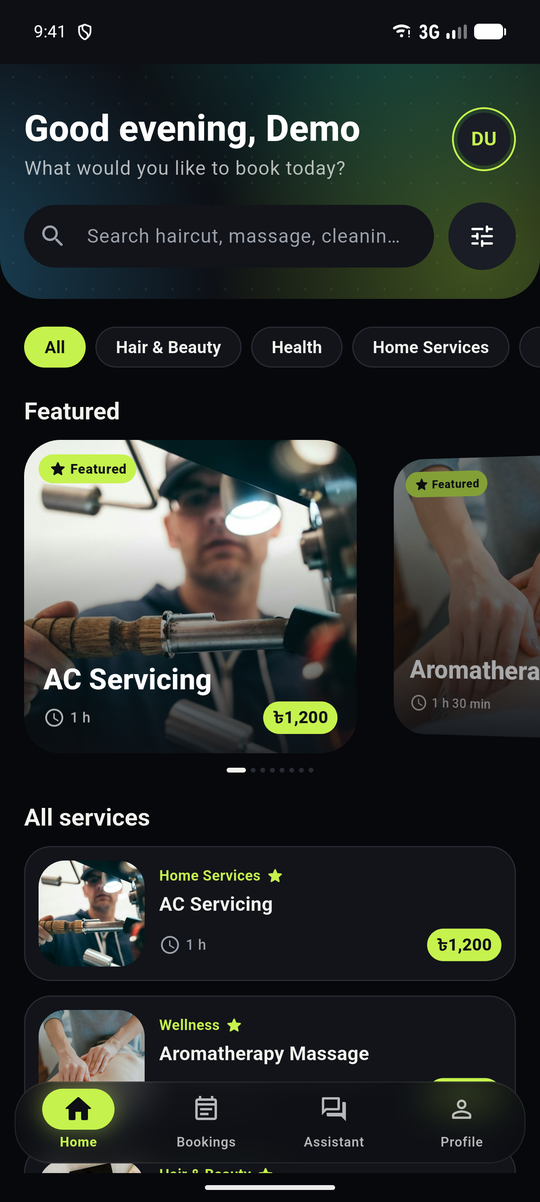 9:41
3G
Good evening, Demo
DU
What would you like to book today?
Search haircut, massage, cleanin...
All
Hair & Beauty
Health
Home Services
Featured
Featured
Featured
AC Servicing
1 h
৳1,200
Aromathera
1 h 30 min
All services
Home Services
AC Servicing
1 h
৳1,200
Wellness
Aromatherapy Massage
Home
Bookings
Assistant
Profile
Hair & Beauty